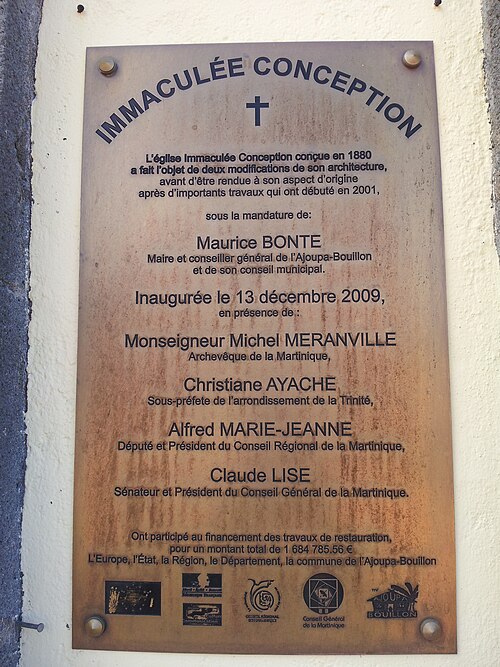 IMMACULÉE CONCEPTION
L'église Immaculée Conception conçue en 1880
a fait l'objet de deux modifications de son architecture,
avant d'être rendue à son aspect d'origine
après d'importants travaux qui ont débuté en 2001,
sous la mandature de:
Maurice BONTE
Maire et conseiller général de l'Ajoupa-Bouillon
et de son conseil municipal.
Inaugurée le 13 décembre 2009,
en présence de :
Monseigneur Michel MERANVILLE
Archevêque de la Martinique,
Christiane AYACHE
Sous-préfete de l'arrondissement de la Trinité,
Alfred MARIE-JEANNE
Député et Président du Conseil Régional de la Martinique,
Claude LISE
Sénateur et Président du Conseil Général de la Martinique.
Ont participé au financement des travaux de restauration,
pour un montant total de 1 684 785.56 €
L'Europe, l'État, la Région, le Département, la commune de l'Ajoupa-Bouillon
Conseil Général
de la Martinique
BOUILLON